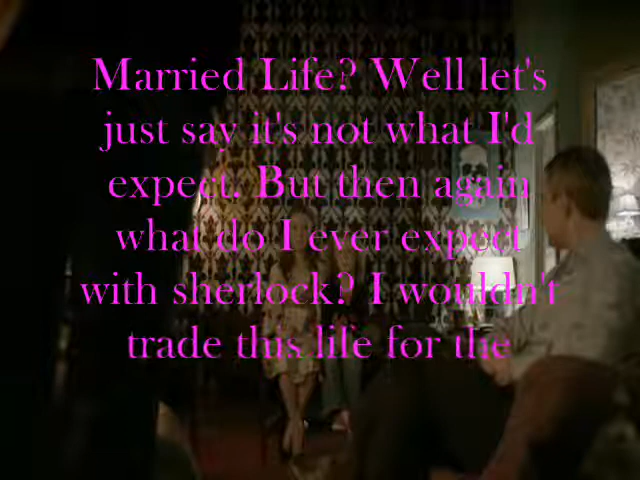 Married Life? Well let's
just say it's not what I'd
expect. But then again
what do I ever expect
with sherlock? I wouldn't
trade this life for the